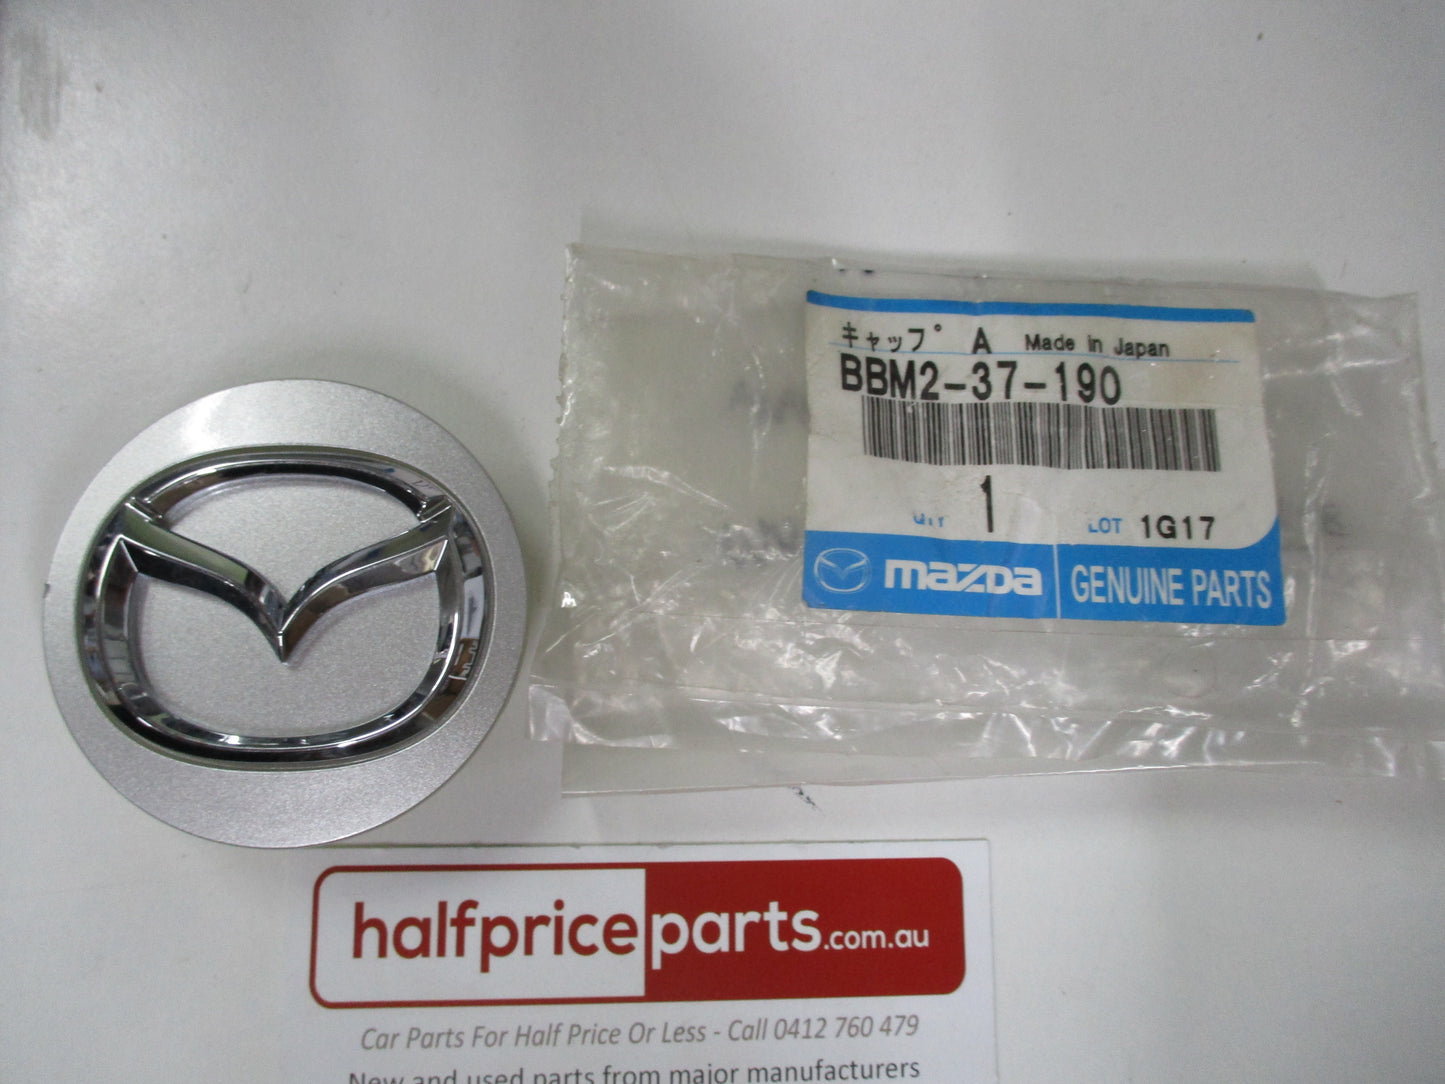 キャップ A Made in Japan
BBM2-37-190
QTY 1 LOT 1G17
mazda GENUINE PARTS
halfpriceparts.com.au
Car Parts For Half Price Or Less - Call 0412 760 479
New and used parts from major manufacturers